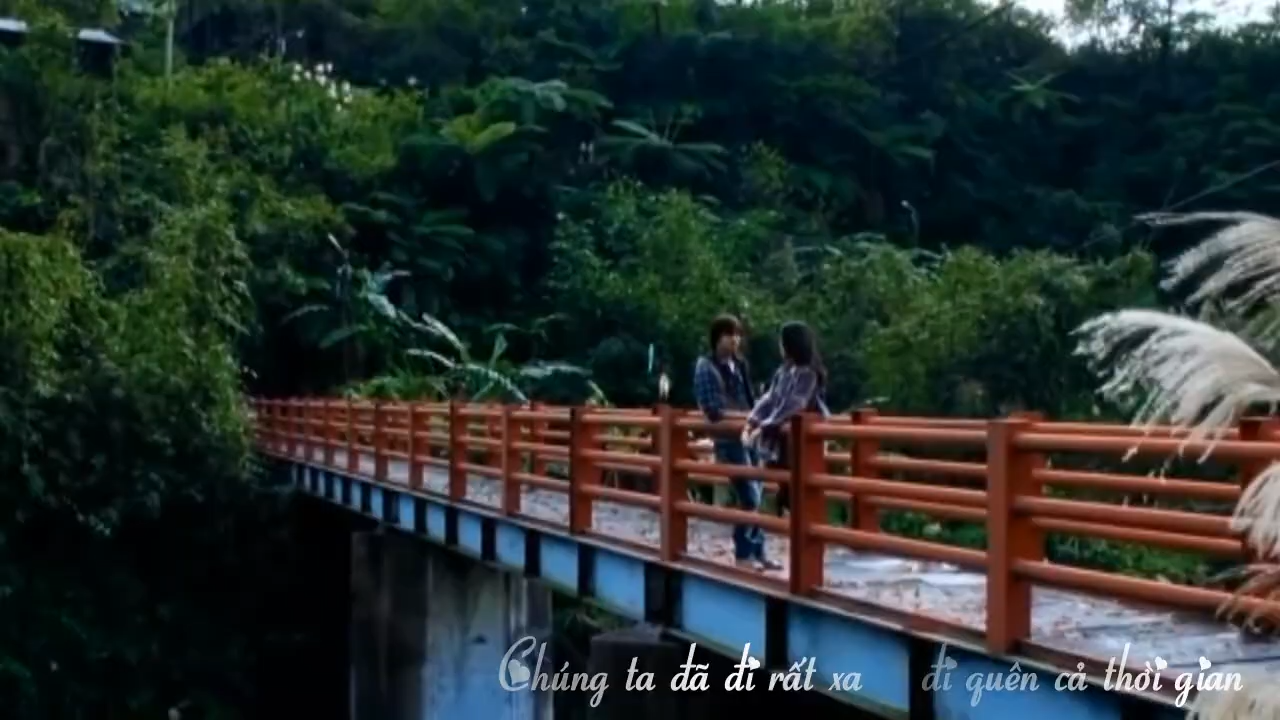 Chúng ta đã đi rất xa đi quên cả thời gian